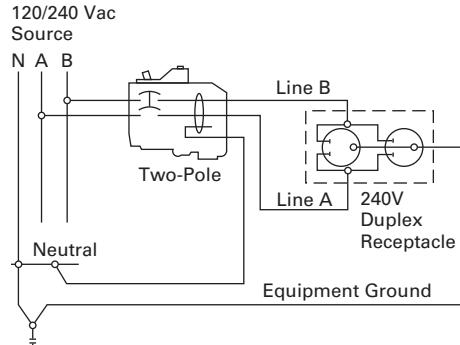 120/240 Vac
Source
N A B
Line B
Two-Pole
Line A
240V
Duplex
Receptacle
Neutral
Equipment Ground